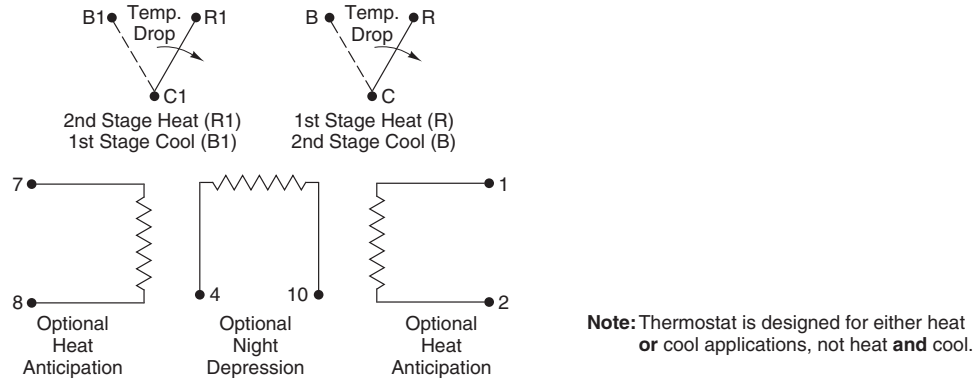 B1 Temp. Drop R1
C1
2nd Stage Heat (R1)
1st Stage Cool (B1)
B Temp. Drop R
C
1st Stage Heat (R)
2nd Stage Cool (B)
7
8
Optional
Heat
Anticipation
4 10
Optional
Night
Depression
1
2
Optional
Heat
Anticipation
Note: Thermostat is designed for either heat
or cool applications, not heat and cool.